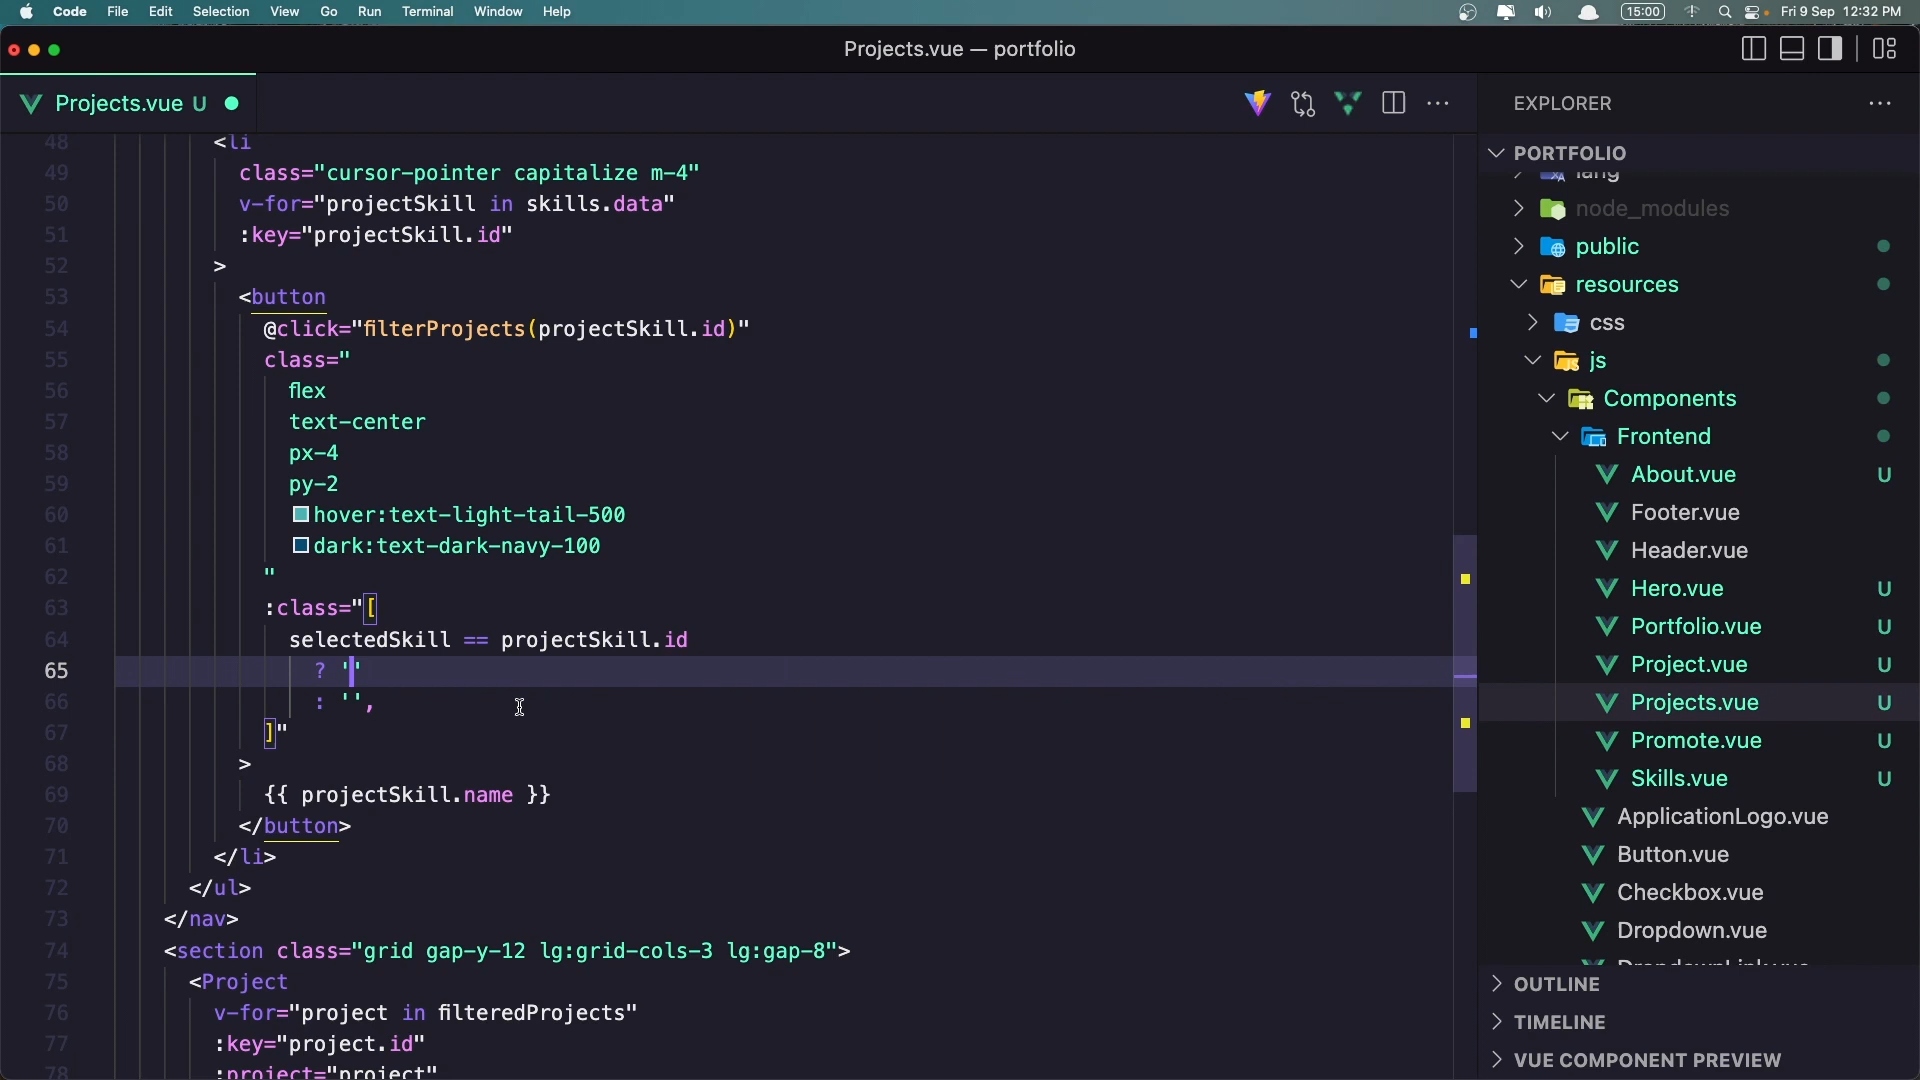 Code File Edit Selection View Go Run Terminal Window Help
15:00 Fri 9 Sep 12:32 PM
Projects.vue — portfolio
Projects.vue U
48 <li
49 class="cursor-pointer capitalize m-4"
50 v-for="projectSkill in skills.data"
51 :key="projectSkill.id"
52 >
53 <button
54 @click="filterProjects(projectSkill.id)"
55 class="
56 flex
57 text-center
58 px-4
59 py-2
60 hover:text-light-tail-500
61 dark:text-dark-navy-100
62 "
63 :class="[
64 selectedSkill == projectSkill.id
65 ? ''
66 : '',
67 ]"
68 >
69 {{ projectSkill.name }}
70 </button>
71 </li>
72 </ul>
73 </nav>
74 <section class="grid gap-y-12 lg:grid-cols-3 lg:gap-8">
75 <Project
76 v-for="project in filteredProjects"
77 :key="project.id"
78 :project="project"
EXPLORER
PORTFOLIO
lang
node_modules
public
resources
css
js
Components
Frontend
About.vue U
Footer.vue
Header.vue
Hero.vue U
Portfolio.vue U
Project.vue U
Projects.vue U
Promote.vue U
Skills.vue U
ApplicationLogo.vue
Button.vue
Checkbox.vue
Dropdown.vue
DropdownLink.vue
OUTLINE
TIMELINE
VUE COMPONENT PREVIEW